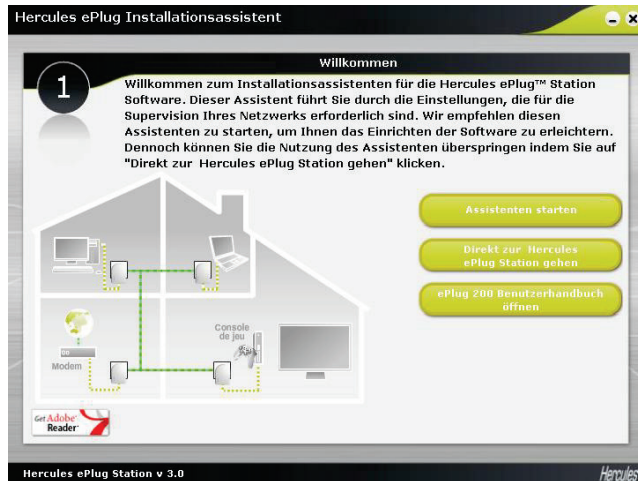 Hercules ePlug Installationsassistent
Willkommen
1
Willkommen zum Installationsassistenten für die Hercules ePlug™ Station
Software. Dieser Assistent führt Sie durch die Einstellungen, die für die
Supervision Ihres Netzwerks erforderlich sind. Wir empfehlen diesen
Assistenten zu starten, um Ihnen das Einrichten der Software zu erleichtern.
Dennoch können Sie die Nutzung des Assistenten überspringen indem Sie auf
"Direkt zur Hercules ePlug Station gehen" klicken.
Assistenten starten
Direkt zur Hercules
ePlug Station gehen
ePlug 200 Benutzerhandbuch
öffnen
Console
de jeu
Modem
Get Adobe
Reader
Hercules ePlug Station v 3.0
Hercules